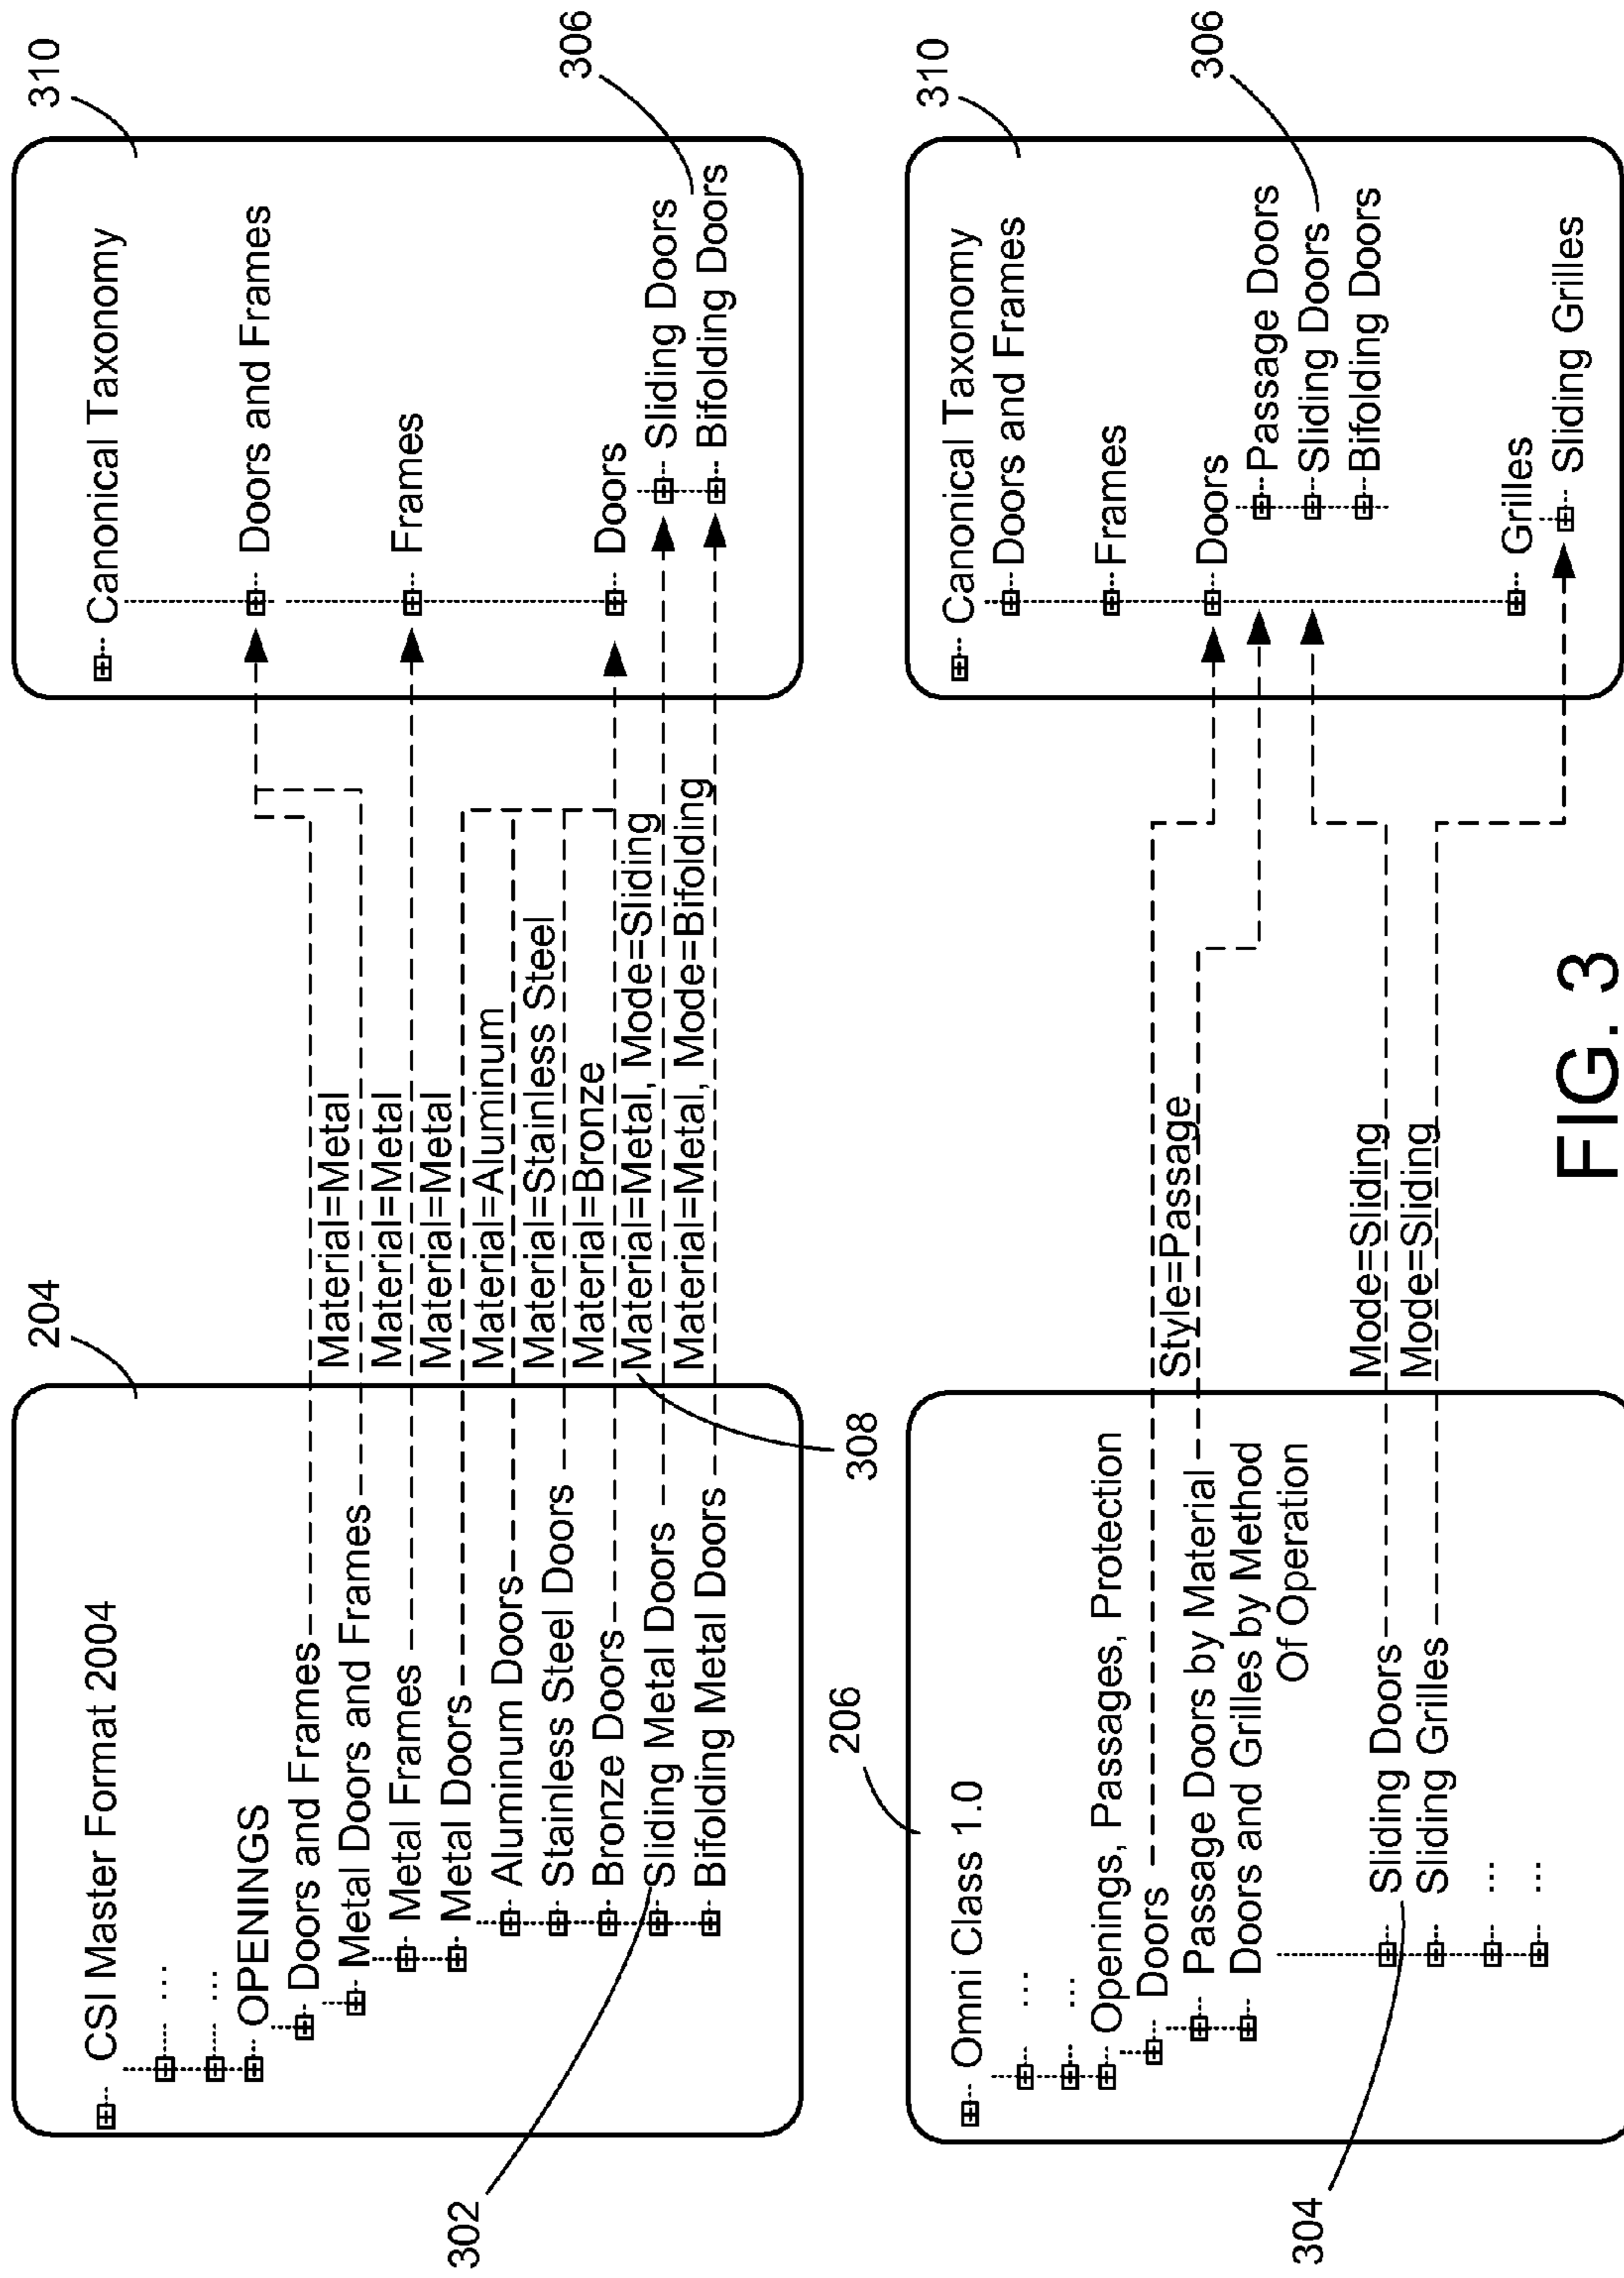 204
310
CSI Master Format 2004
...
...
OPENINGS
Doors and Frames
Metal Doors and Frames
Metal Frames
Metal Doors
Aluminum Doors
Stainless Steel Doors
Bronze Doors
Sliding Metal Doors
Bifolding Metal Doors
302
Material=Metal
Material=Metal
Material=Metal
Material=Aluminum
Material=Stainless Steel
Material=Bronze
Material=Metal, Mode=Sliding
Material=Metal, Mode=Bifolding
308
Canonical Taxonomy
Doors and Frames
Frames
Doors
Sliding Doors
Bifolding Doors
306
206
310
Omni Class 1.0
...
...
Openings, Passages, Protection
Doors
Passage Doors by Material
Doors and Grilles by Method
Of Operation
Sliding Doors
Sliding Grilles
...
...
304
Style=Passage
Mode=Sliding
Mode=Sliding
Canonical Taxonomy
Doors and Frames
Frames
Doors
Passage Doors
Sliding Doors
Bifolding Doors
Grilles
Sliding Grilles
306
FIG. 3